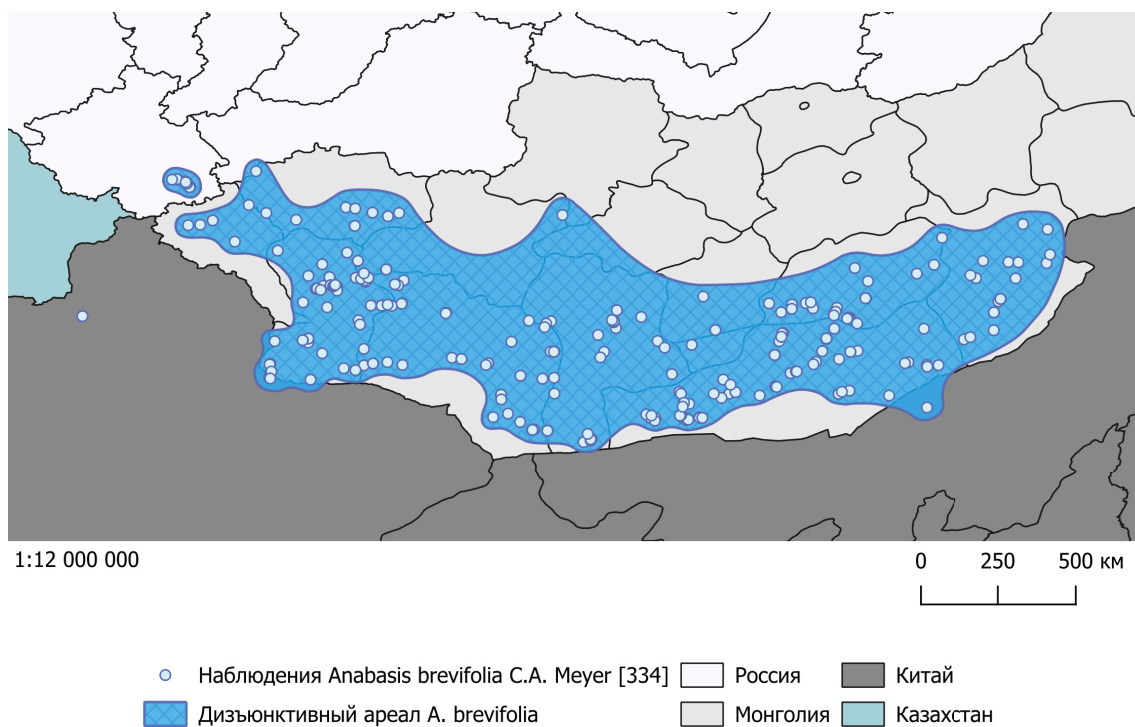 1:12 000 000
0 250 500 км
Наблюдения Anabasis brevifolia C.A. Meyer [334]
Россия
Китай
Дизъюнктивный ареал A. brevifolia
Монголия
Казахстан